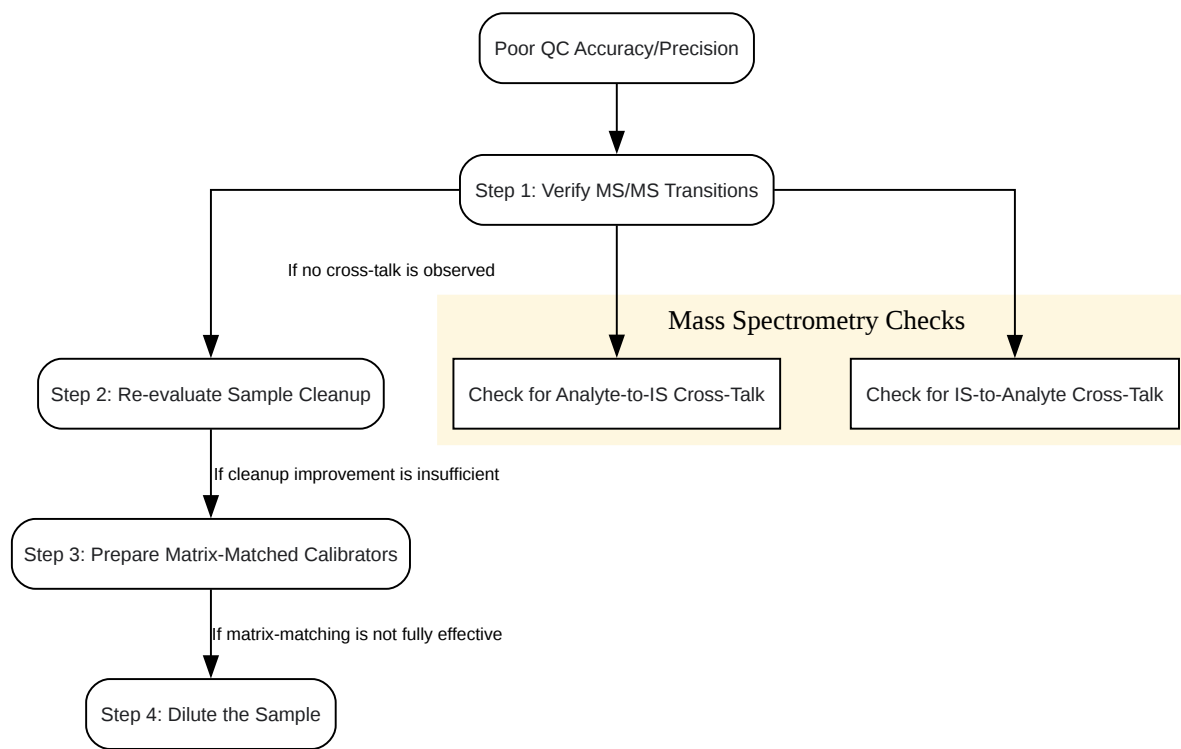 Poor QC Accuracy/Precision
Step 1: Verify MS/MS Transitions
If no cross-talk is observed
Mass Spectrometry Checks
Step 2: Re-evaluate Sample Cleanup
Check for Analyte-to-IS Cross-Talk
Check for IS-to-Analyte Cross-Talk
If cleanup improvement is insufficient
Step 3: Prepare Matrix-Matched Calibrators
If matrix-matching is not fully effective
Step 4: Dilute the Sample